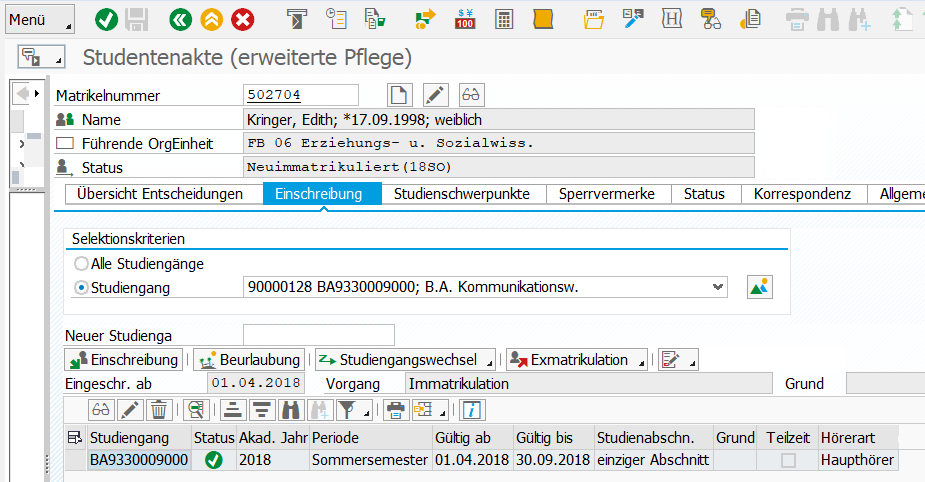 Menü
¥ $
100
H
Studentenakte (erweiterte Pflege)
Matrikelnummer 502704
Name Kringer, Edith; *17.09.1998; weiblich
Führende OrgEinheit FB 06 Erziehungs- u. Sozialwiss.
Status Neuimmatrikuliert(18SO)
Übersicht Entscheidungen Einschreibung Studienschwerpunkte Sperrvermerke Status Korrespondenz Allgeme
Selektionskriterien
Alle Studiengänge
Studiengang 90000128 BA9330009000; B.A. Kommunikationsw.
Neuer Studienga
Einschreibung Beurlaubung Studiengangswechsel Exmatrikulation
Eingeschr. ab 01.04.2018 Vorgang Immatrikulation Grund
Studiengang Status Akad. Jahr Periode Gültig ab Gültig bis Studienabschn. Grund Teilzeit Hörerart
BA9330009000 2018 Sommersemester 01.04.2018 30.09.2018 einziger Abschnitt Haupthörer